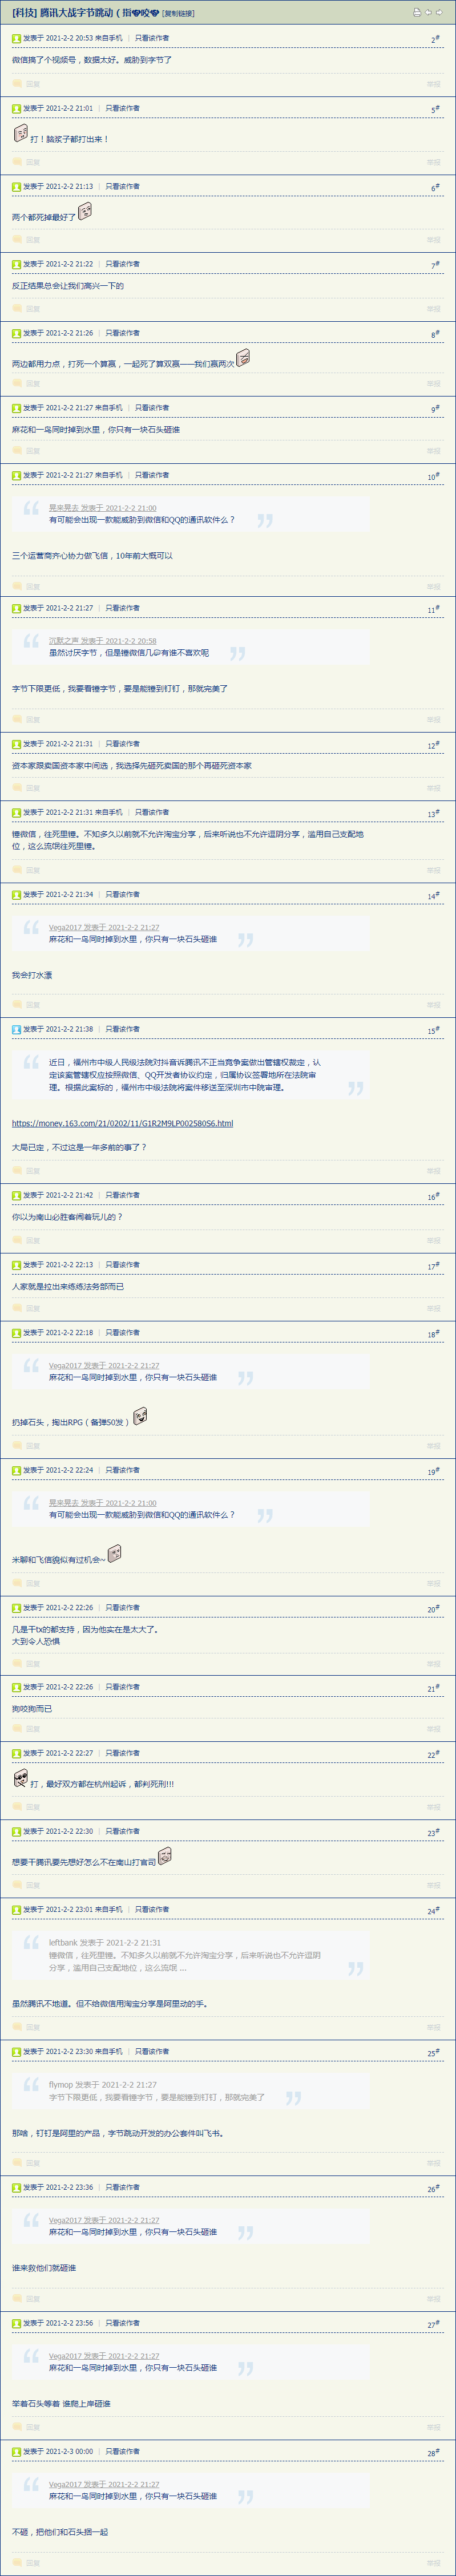 [科技] 腾讯大战字节跳动（指咬 [复制链接]
发表于 2021-2-2 20:53 来自手机 | 只看该作者
2#
微信搞了个视频号，数据太好。威胁到字节了
回复 举报
发表于 2021-2-2 21:01 | 只看该作者
5#
打！脑浆子都打出来！
回复 举报
发表于 2021-2-2 21:13 | 只看该作者
6#
两个都死掉最好了
回复 举报
发表于 2021-2-2 21:22 | 只看该作者
7#
反正结果总会让我们高兴一下的
回复 举报
发表于 2021-2-2 21:26 | 只看该作者
8#
两边都用力点，打死一个算赢，一起死了算双赢——我们赢两次
回复 举报
发表于 2021-2-2 21:27 来自手机 | 只看该作者
9#
麻花和一鸟同时掉到水里，你只有一块石头砸谁
回复 举报
发表于 2021-2-2 21:27 来自手机 | 只看该作者
10#
晃来晃去 发表于 2021-2-2 21:00
有可能会出现一款能威胁到微信和QQ的通讯软件么？
三个运营商齐心协力做飞信，10年前大概可以
回复 举报
发表于 2021-2-2 21:27 | 只看该作者
11#
沉默之声 发表于 2021-2-2 20:58
虽然讨厌字节，但是锤微信几らる有谁不喜欢呢
字节下限更低，我要看锤字节，要是能锤到钉钉，那就完美了
回复 举报
发表于 2021-2-2 21:31 | 只看该作者
12#
资本家跟卖国资本家中间选，我选择先砸死卖国的那个再砸死资本家
回复 举报
发表于 2021-2-2 21:31 来自手机 | 只看该作者
13#
锤微信，往死里锤。不知多久以前就不允许淘宝分享，后来听说也不允许逗阴分享，滥用自己支配地
位，这么流氓往死里锤。
回复 举报
发表于 2021-2-2 21:34 | 只看该作者
14#
Vega2017 发表于 2021-2-2 21:27
麻花和一鸟同时掉到水里，你只有一块石头砸谁
我会打水漂
回复 举报
发表于 2021-2-2 21:38 | 只看该作者
15#
近日，福州市中级人民级法院对抖音诉腾讯不正当竞争案做出管辖权裁定，认
定该案管辖权应按照微信、QQ开发者协议约定，归属协议签署地所在法院审
理。根据此案标的，福州市中级法院将案件移送至深圳市中院审理。
https://money.163.com/21/0202/11/G1R2M9LP002580S6.html
大局已定，不过这是一年多前的事了？
回复 举报
发表于 2021-2-2 21:42 | 只看该作者
16#
你以为南山必胜客闹着玩儿的？
回复 举报
发表于 2021-2-2 22:13 | 只看该作者
17#
人家就是拉出来练练法务部而已
回复 举报
发表于 2021-2-2 22:18 | 只看该作者
18#
Vega2017 发表于 2021-2-2 21:27
麻花和一鸟同时掉到水里，你只有一块石头砸谁
扔掉石头，掏出RPG（备弹50发）
回复 举报
发表于 2021-2-2 22:24 | 只看该作者
19#
晃来晃去 发表于 2021-2-2 21:00
有可能会出现一款能威胁到微信和QQ的通讯软件么？
米聊和飞信貌似有过机会~
回复 举报
发表于 2021-2-2 22:26 | 只看该作者
20#
凡是干tx的都支持，因为他实在是太大了。
大到令人恐惧
回复 举报
发表于 2021-2-2 22:26 | 只看该作者
21#
狗咬狗而已
回复 举报
发表于 2021-2-2 22:27 | 只看该作者
22#
打，最好双方都在杭州起诉，都判死刑!!!
回复 举报
发表于 2021-2-2 22:30 | 只看该作者
23#
想要干腾讯要先想好怎么不在南山打官司
回复 举报
发表于 2021-2-2 23:01 来自手机 | 只看该作者
24#
leftbank 发表于 2021-2-2 21:31
锤微信，往死里锤。不知多久以前就不允许淘宝分享，后来听说也不允许逗阴
分享，滥用自己支配地位，这么流氓 ...
虽然腾讯不地道。但不给微信用淘宝分享是阿里动的手。
回复 举报
发表于 2021-2-2 23:30 来自手机 | 只看该作者
25#
flymop 发表于 2021-2-2 21:27
字节下限更低，我要看锤字节，要是能锤到钉钉，那就完美了
那啥，钉钉是阿里的产品，字节跳动开发的办公套件叫飞书。
回复 举报
发表于 2021-2-2 23:36 | 只看该作者
26#
Vega2017 发表于 2021-2-2 21:27
麻花和一鸟同时掉到水里，你只有一块石头砸谁
谁来救他们就砸谁
回复 举报
发表于 2021-2-2 23:56 | 只看该作者
27#
Vega2017 发表于 2021-2-2 21:27
麻花和一鸟同时掉到水里，你只有一块石头砸谁
举着石头等着 谁爬上岸砸谁
回复 举报
发表于 2021-2-3 00:00 | 只看该作者
28#
Vega2017 发表于 2021-2-2 21:27
麻花和一鸟同时掉到水里，你只有一块石头砸谁
不砸，把他们和石头捆一起
回复 举报